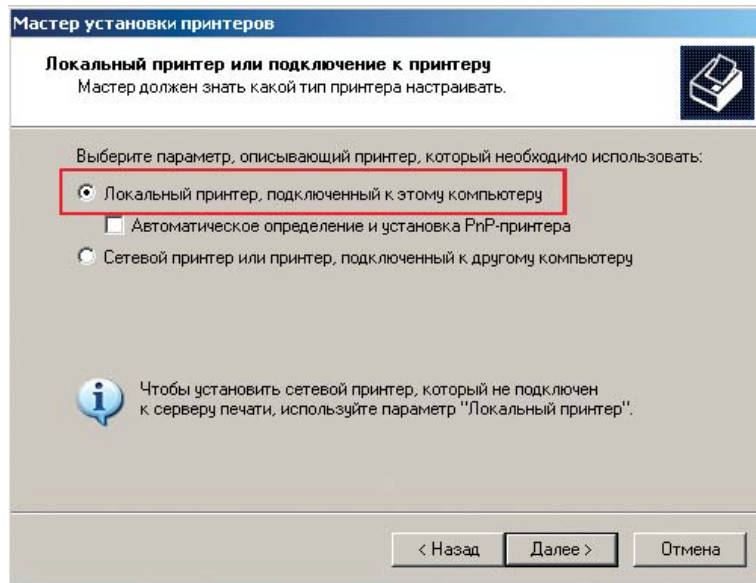 Мастер установки принтеров
Локальный принтер или подключение к принтеру
Мастер должен знать какой тип принтера настраивать.
Выберите параметр, описывающий принтер, который необходимо использовать:
Локальный принтер, подключенный к этому компьютеру
Автоматическое определение и установка PnP-принтера
Сетевой принтер или принтер, подключенный к другому компьютеру
Чтобы установить сетевой принтер, который не подключен
к серверу печати, используйте параметр "Локальный принтер".
< Назад
Далее >
Отмена